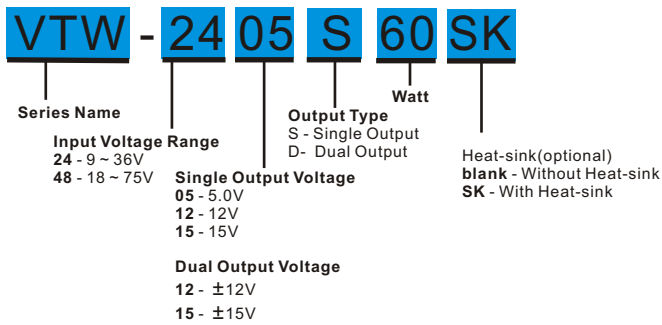 VTW - 24 05 S 60 SK
Series Name
Input Voltage Range
24 - 9 ~ 36V
48 - 18 ~ 75V
Single Output Voltage
05 - 5.0V
12 - 12V
15 - 15V
Dual Output Voltage
12 - ±12V
15 - ±15V
Output Type
S - Single Output
D- Dual Output
Watt
Heat-sink(optional)
blank - Without Heat-sink
SK - With Heat-sink